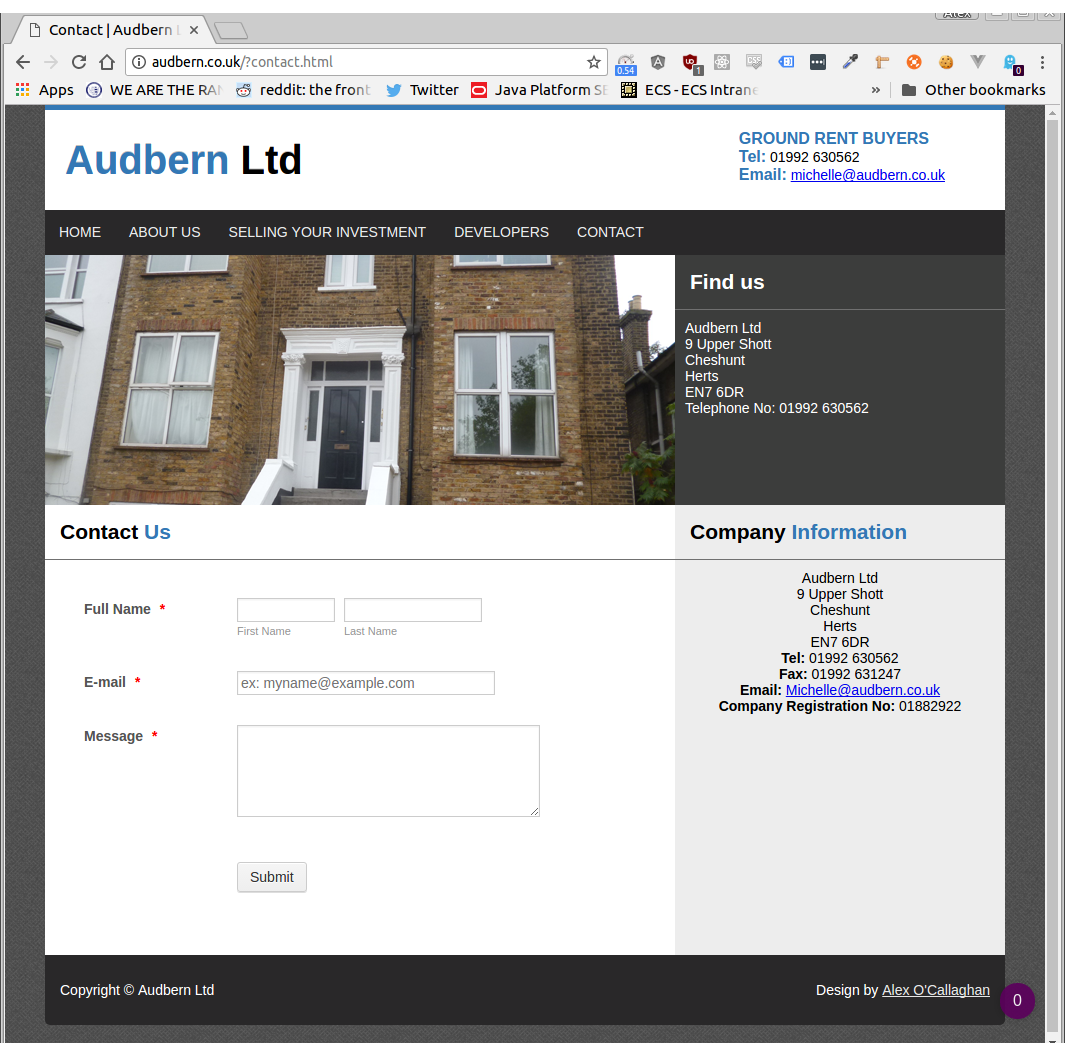 Alex
Contact | Audbern L
audbern.co.uk/?contact.html
0.54
1
0
Apps
WE ARE THE RAN
reddit: the front
Twitter
Java Platform SE
ECS - ECS Intrane
»
Other bookmarks
Audbern Ltd
GROUND RENT BUYERS
Tel: 01992 630562
Email: michelle@audbern.co.uk
HOME ABOUT US SELLING YOUR INVESTMENT DEVELOPERS CONTACT
Find us
Audbern Ltd
9 Upper Shott
Cheshunt
Herts
EN7 6DR
Telephone No: 01992 630562
Contact Us
Full Name *
First Name Last Name
E-mail * ex: myname@example.com
Message *
Submit
Company Information
Audbern Ltd
9 Upper Shott
Cheshunt
Herts
EN7 6DR
Tel: 01992 630562
Fax: 01992 631247
Email: Michelle@audbern.co.uk
Company Registration No: 01882922
Copyright © Audbern Ltd
Design by Alex O'Callaghan
0